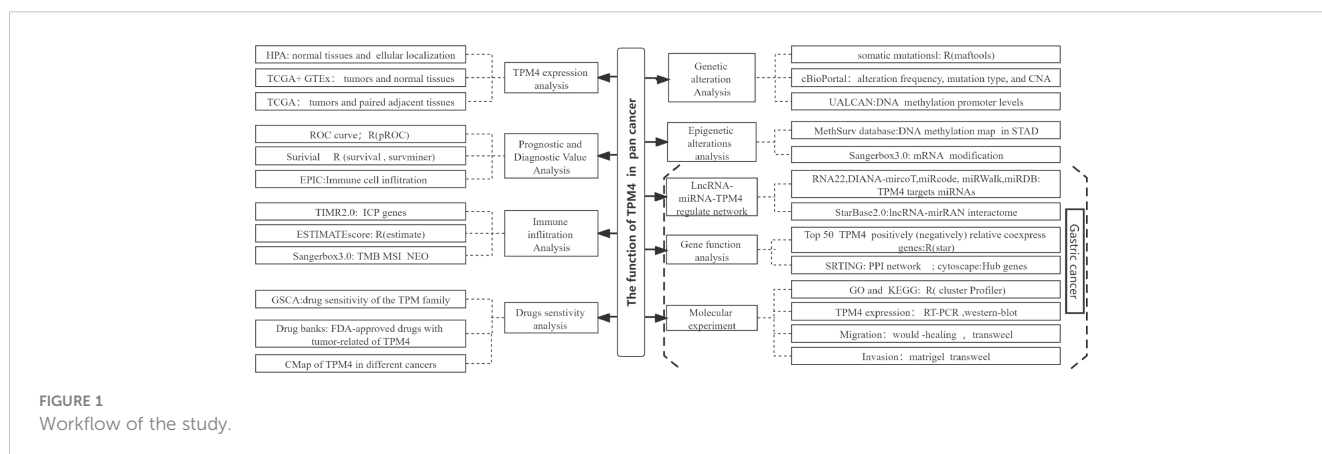 HPA: normal tissues and ellular localization
TCGA+ GTEx： tumors and normal tissues
TCGA： tumors and paired adjacent tissues
TPM4 expression
analysis
ROC curve； R(pROC)
Surivial R (survival , survminer)
EPIC:Immune cell inflitration
Prognostic and
Diagnostic Value
Analysis
TIMR2.0: ICP genes
ESTIMATEscore: R(estimate)
Sangerbox3.0: TMB MSI NEO
Immune
inflitration
Analysis
GSCA:drug sensitivity of the TPM family
Drug banks: FDA-approved drugs with
tumor-related of TPM4
CMap of TPM4 in different cancers
Drugs senstivity
analysis
The function of TPM4 in pan cancer
Genetic
alteration
Analysis
somatic mutationsl: R(maftools)
cBioPortal： alteration frequency, mutation type, and CNA
UALCAN:DNA methylation promoter levels
Epigenetic
alterations
analysis
MethSurv database:DNA methylation map in STAD
Sangerbox3.0: mRNA modification
LncRNA-
miRNA-TPM4
regulate network
RNA22,DIANA-mircoT,miRcode, miRWalk,miRDB:
TPM4 targets miRNAs
StarBase2.0:lncRNA-mirRAN interactome
Gene function
analysis
Top 50 TPM4 positively (negatively) relative coexpress
genes:R(star)
SRTING: PPI network ; cytoscape:Hub genes
Molecular
experiment
GO and KEGG: R( cluster Profiler)
TPM4 expression： RT-PCR ,western-blot
Migration： would -healing ， transweel
Invasion： matrigel transweel
Gastric cancer
FIGURE 1
Workflow of the study.